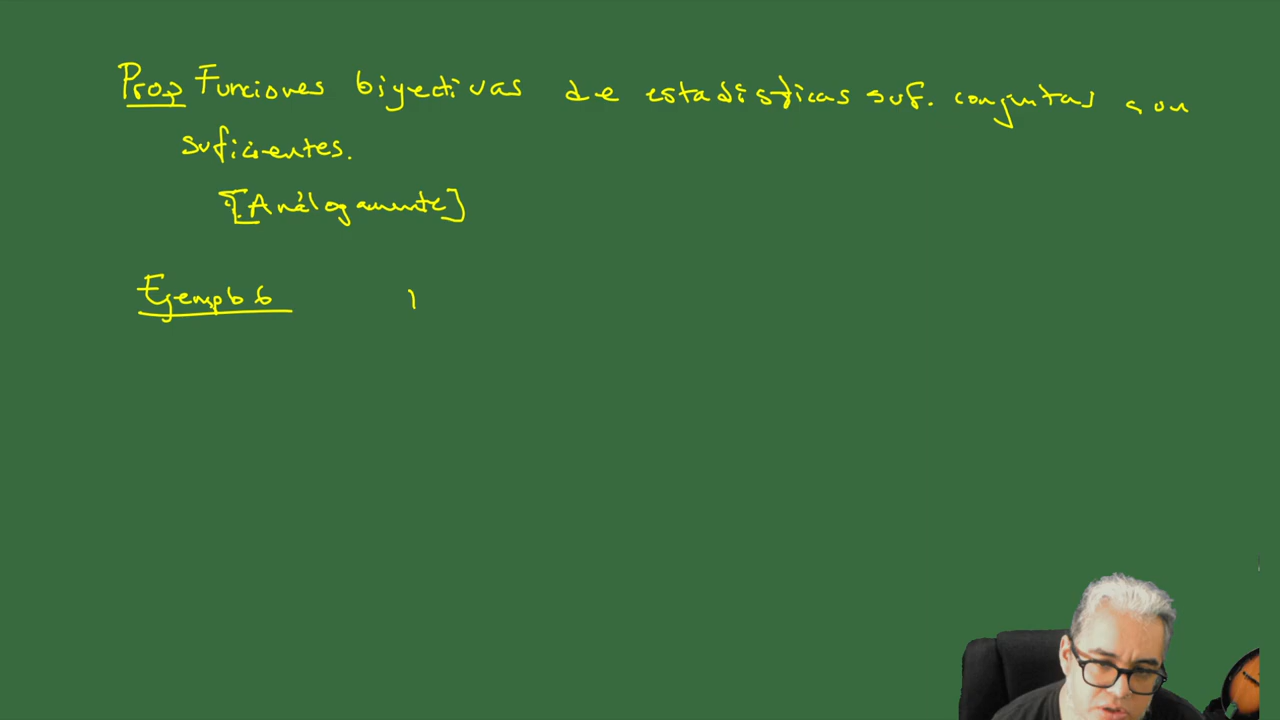 Prop Funciones biyectivas de estadísticas suf. conjuntas son
suficientes.
[Análogamente]
Ejemplo 6